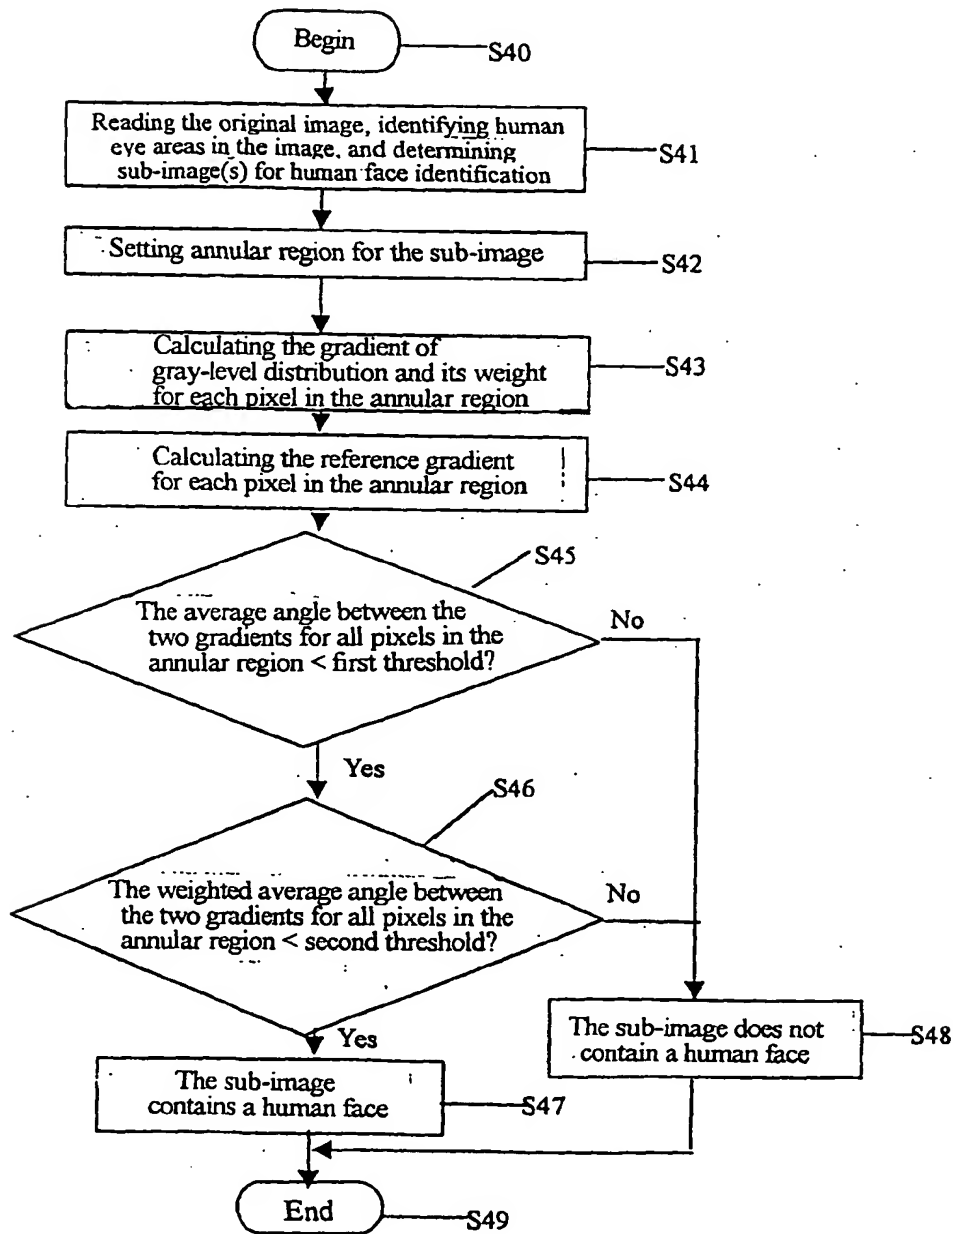 Begin
S40
Reading the original image, identifying human
eye areas in the image, and determining
sub-image(s) for human face identification
S41
Setting annular region for the sub-image
S42
Calculating the gradient of
gray-level distribution and its weight
for each pixel in the annular region
S43
Calculating the reference gradient
for each pixel in the annular region
S44
S45
The average angle between the
two gradients for all pixels in the
annular region < first threshold?
No
Yes
S46
The weighted average angle between
the two gradients for all pixels in the
annular region < second threshold?
No
Yes
The sub-image does not
contain a human face
S48
The sub-image
contains a human face
S47
End
S49